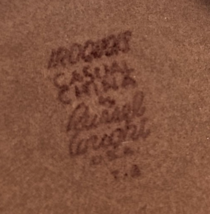 IROQUOIS
CASUAL
CHINA
by
Russel
Wright
U.S.A.